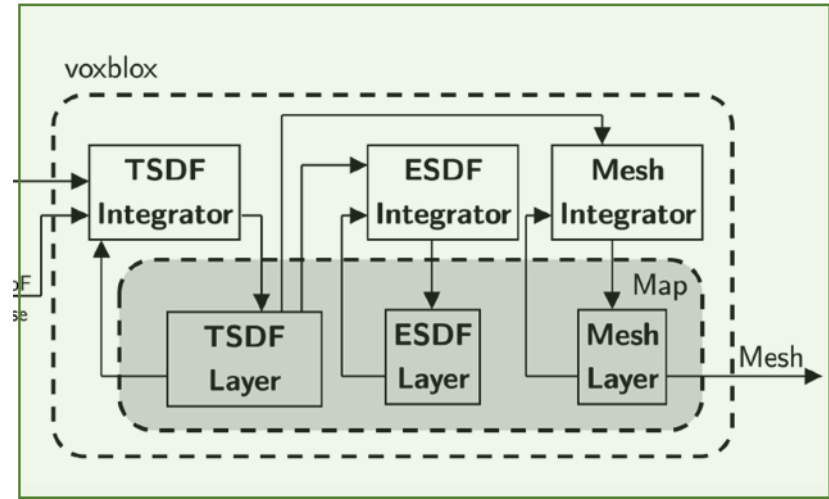 voxblox
TSDF
Integrator
ESDF
Integrator
Mesh
Integrator
Map
TSDF
Layer
ESDF
Layer
Mesh
Layer
Mesh